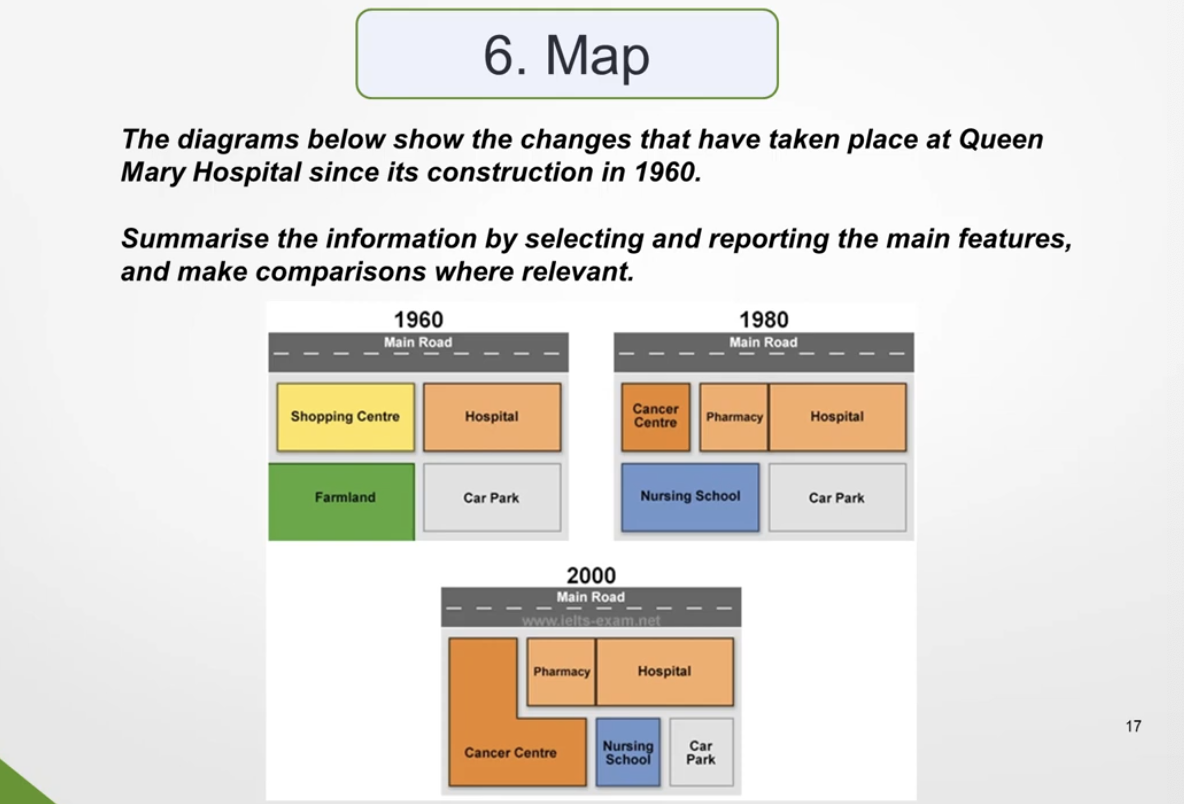 6. Map
The diagrams below show the changes that have taken place at Queen
Mary Hospital since its construction in 1960.
Summarise the information by selecting and reporting the main features,
and make comparisons where relevant.
1960
Main Road
Shopping Centre
Hospital
Farmland
Car Park
1980
Main Road
Cancer
Centre
Pharmacy
Hospital
Nursing School
Car Park
2000
Main Road
www.ielts-exam.net
Pharmacy
Hospital
Cancer Centre
Nursing
School
Car
Park
17